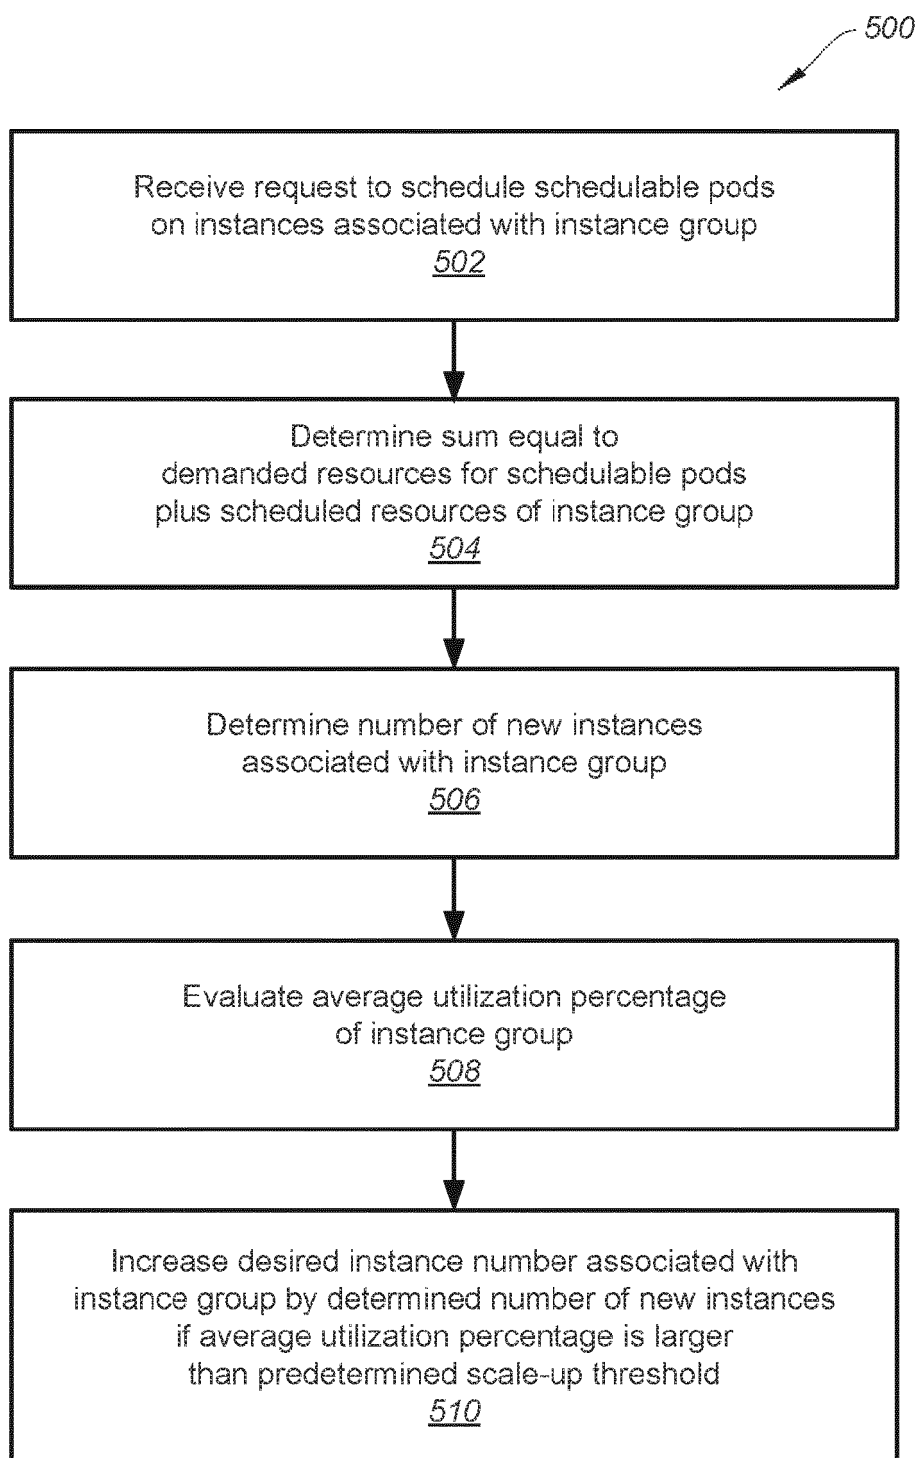 500
Receive request to schedule schedulable pods
on instances associated with instance group
502
Determine sum equal to
demanded resources for schedulable pods
plus scheduled resources of instance group
504
Determine number of new instances
associated with instance group
506
Evaluate average utilization percentage
of instance group
508
Increase desired instance number associated with
instance group by determined number of new instances
if average utilization percentage is larger
than predetermined scale-up threshold
510